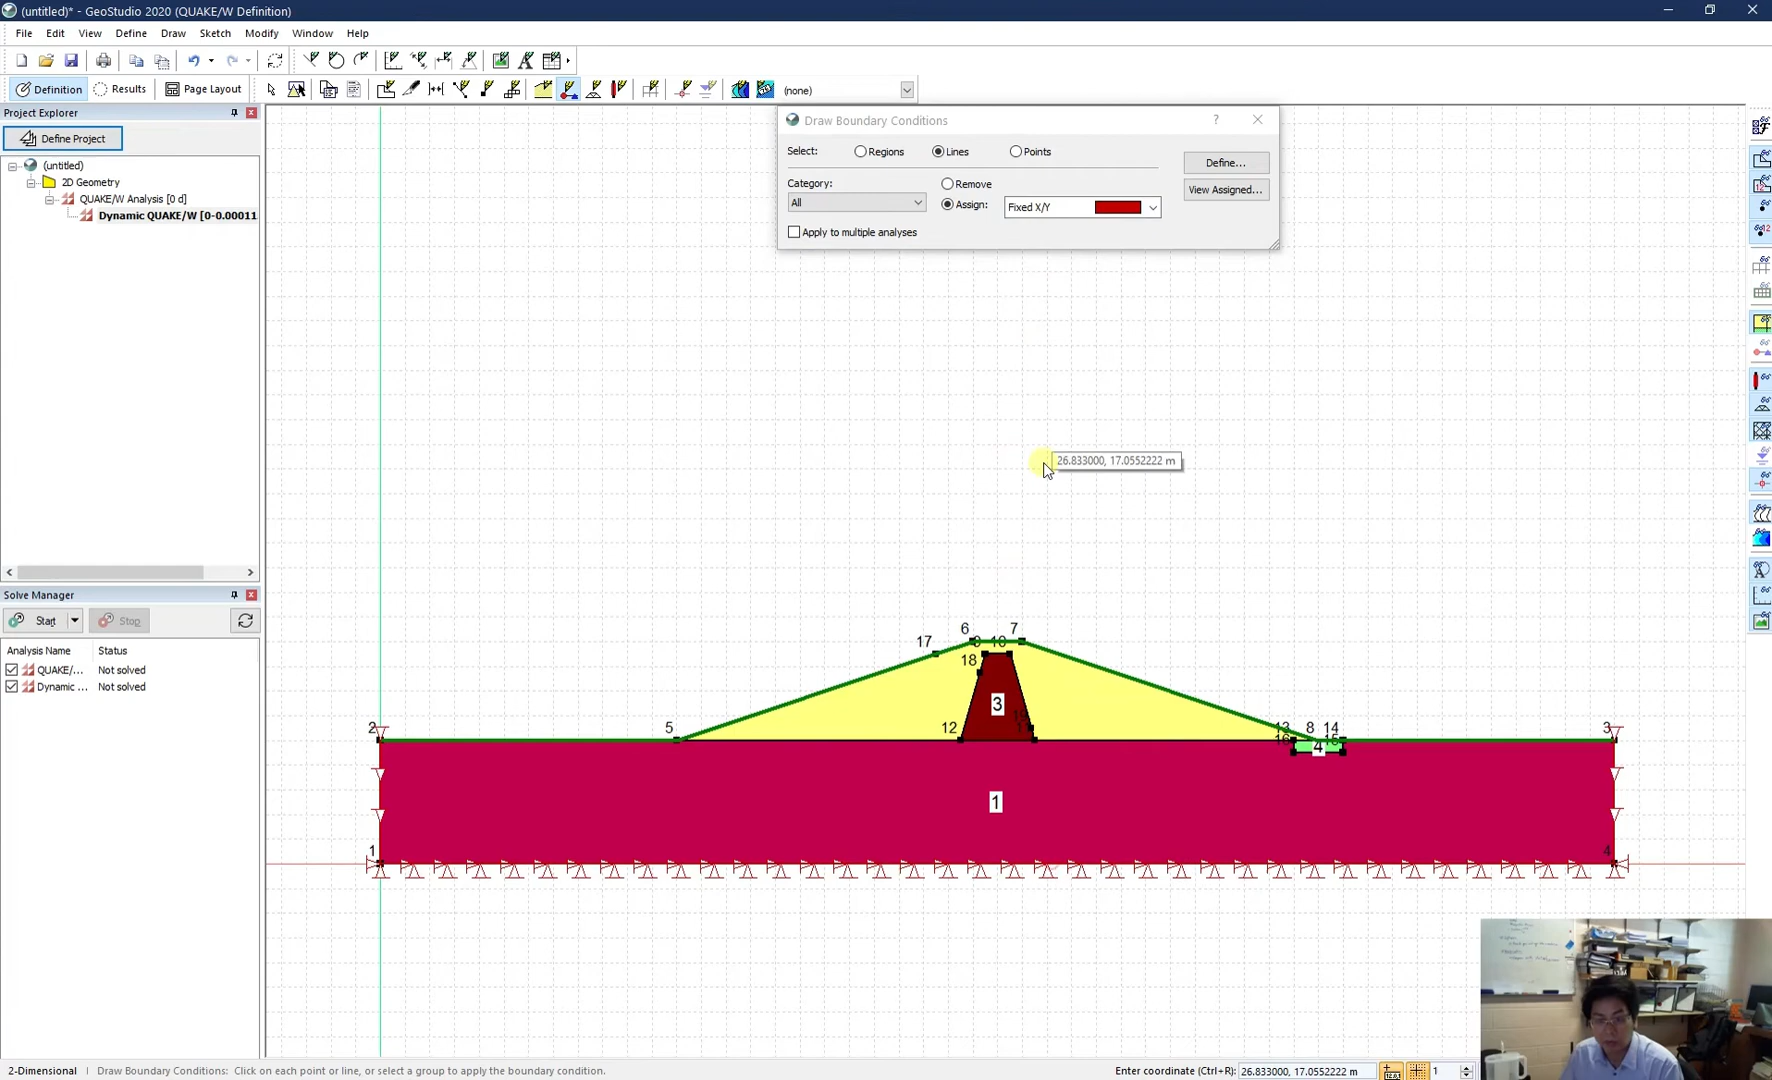 (untitled)* - GeoStudio 2020 (QUAKE/W Definition)
File Edit View Define Draw Sketch Modify Window Help
Definition Results Page Layout (none)
Project Explorer
Define Project
(untitled)
2D Geometry
QUAKE/W Analysis [0 d]
Dynamic QUAKE/W [0-0.00011
Draw Boundary Conditions ?
Select: Regions Lines Points Define...
Category: Remove View Assigned...
All Assign: Fixed X/Y
Apply to multiple analyses
26.833000, 17.0552222 m
Solve Manager
Start Stop
Analysis Name Status
QUAKE/... Not solved
Dynamic ... Not solved
6 7
17
18
3
2 5 12 13 8 14 3
16 15
4
1
1 4
2-Dimensional Draw Boundary Conditions: Click on each point or line, or select a group to apply the boundary condition. Enter coordinate (Ctrl+R): 26.833000, 17.0552222 m 1